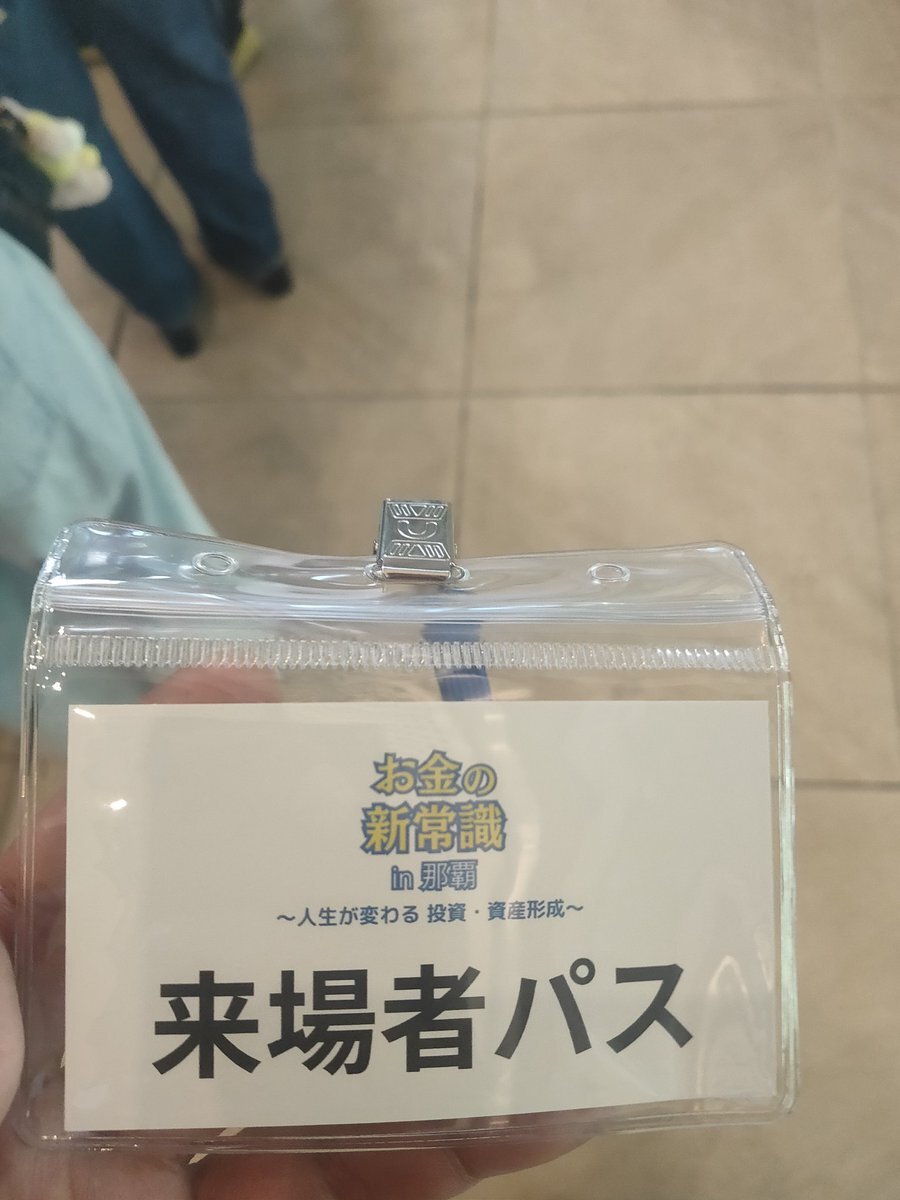 お金の
新常識
in 那覇
～人生が変わる 投資・資産形成～
来場者パス